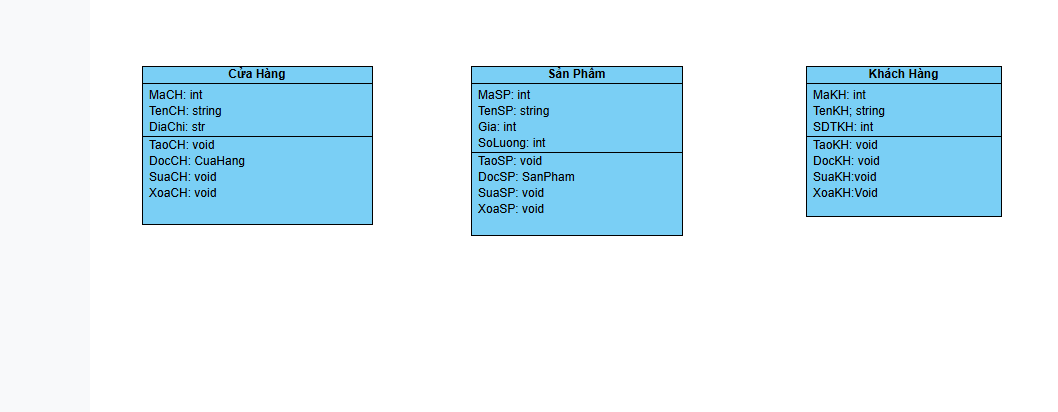 Cửa Hàng
MaCH: int
TenCH: string
DiaChi: str
TaoCH: void
DocCH: CuaHang
SuaCH: void
XoaCH: void
Sản Phẩm
MaSP: int
TenSP: string
Gia: int
SoLuong: int
TaoSP: void
DocSP: SanPham
SuaSP: void
XoaSP: void
Khách Hàng
MaKH: int
TenKH; string
SDTKH: int
TaoKH: void
DocKH: void
SuaKH:void
XoaKH:Void